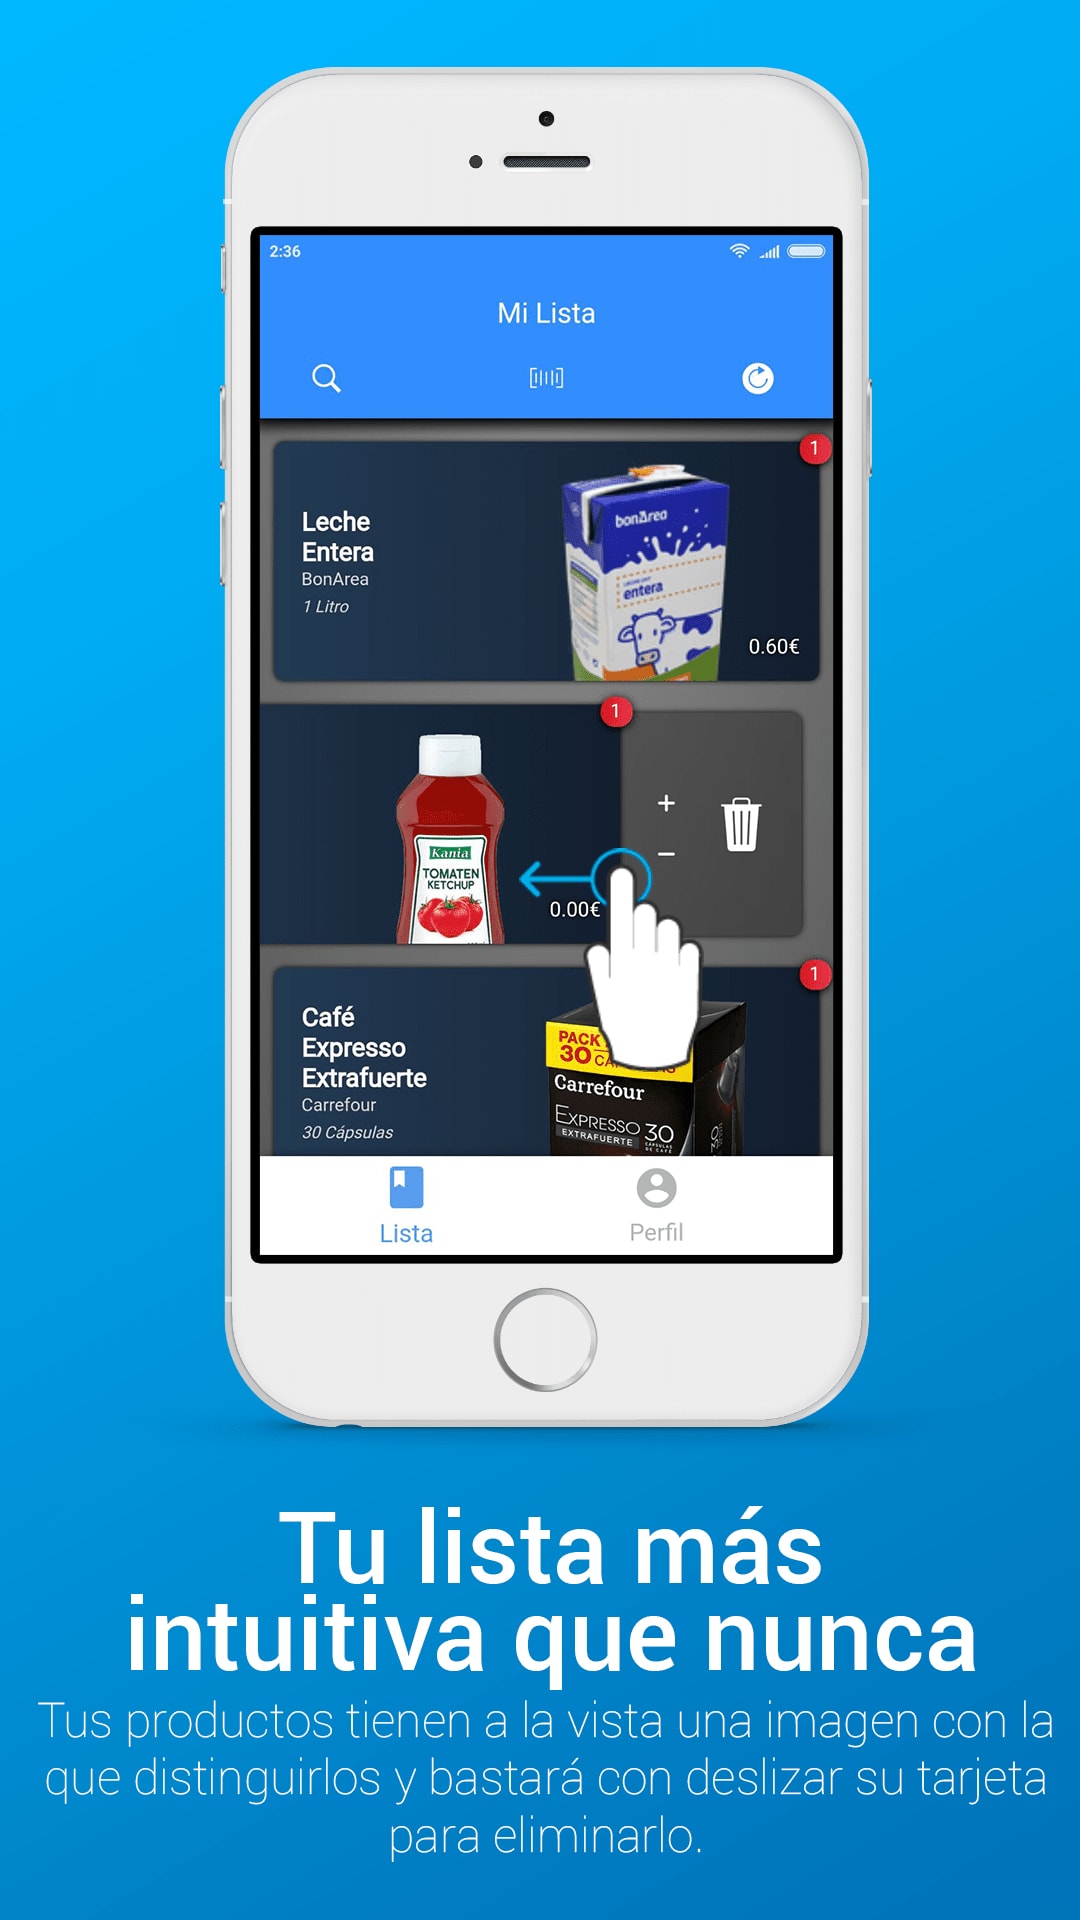 2:36
Mi Lista
1
Leche
Entera
BonArea
1 Litro
bonÀrea
entera
0.60€
1
Kania
TOMATEN
KETCHUP
+
−
0.00€
1
Café
Expresso
Extrafuerte
Carrefour
30 Cápsulas
PACK
30
Carrefour
EXPRESSO 30
EXTRAFUERTE
CAPSULAS
DE CAFÉ
Lista
Perfil
Tu lista más
intuitiva que nunca
Tus productos tienen a la vista una imagen con la
que distinguirlos y bastará con deslizar su tarjeta
para eliminarlo.